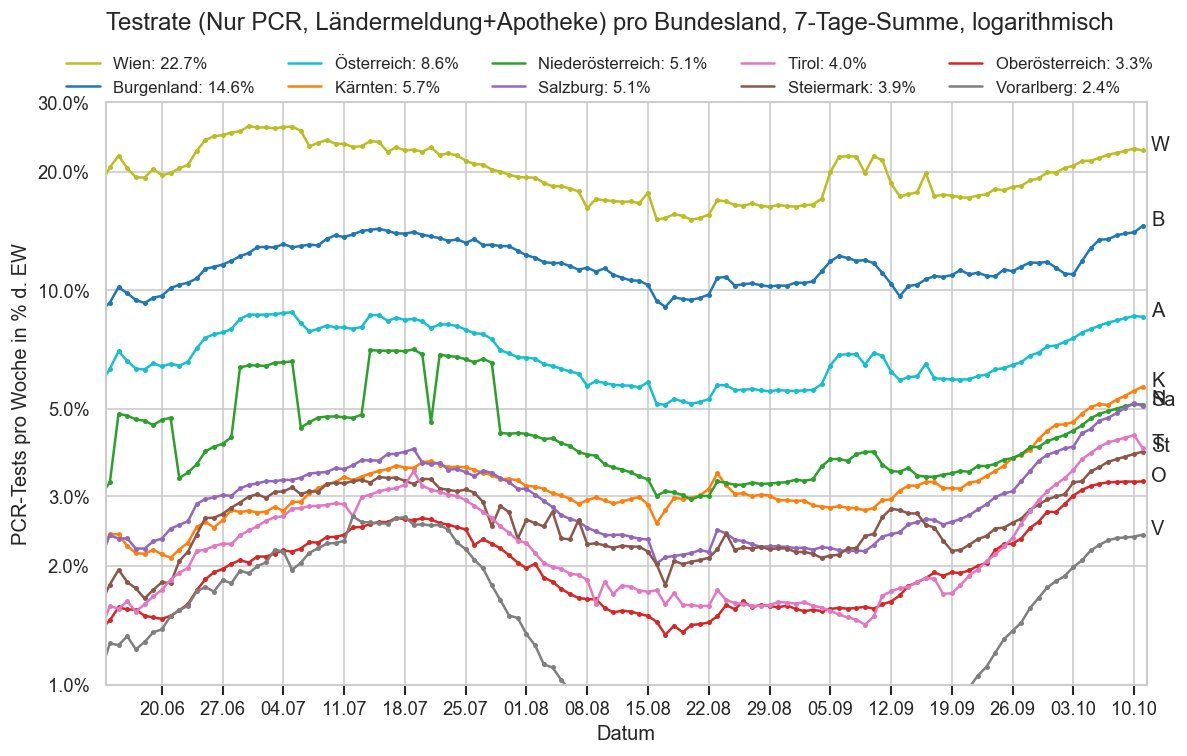 Testrate (Nur PCR, Ländermeldung+Apotheke) pro Bundesland, 7-Tage-Summe, logarithmisch
Wien: 22.7% Österreich: 8.6% Niederösterreich: 5.1% Tirol: 4.0% Oberösterreich: 3.3%
Burgenland: 14.6% Kärnten: 5.7% Salzburg: 5.1% Steiermark: 3.9% Vorarlberg: 2.4%
30.0%
W
20.0%
B
10.0%
A
K
N
Sa
5.0%
T
St
O
3.0%
V
2.0%
1.0%
PCR-Tests pro Woche in % d. EW
20.06 27.06 04.07 11.07 18.07 25.07 01.08 08.08 15.08 22.08 29.08 05.09 12.09 19.09 26.09 03.10 10.10
Datum